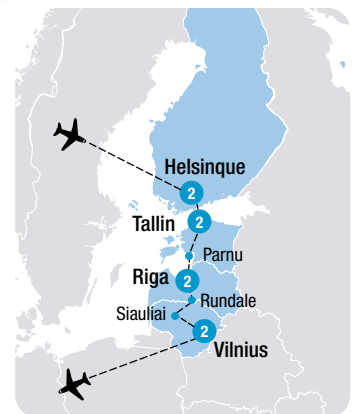 Helsinque
2
Tallin
2
Parnu
Riga
2
Rundale
Siauliai
2
Vilnius